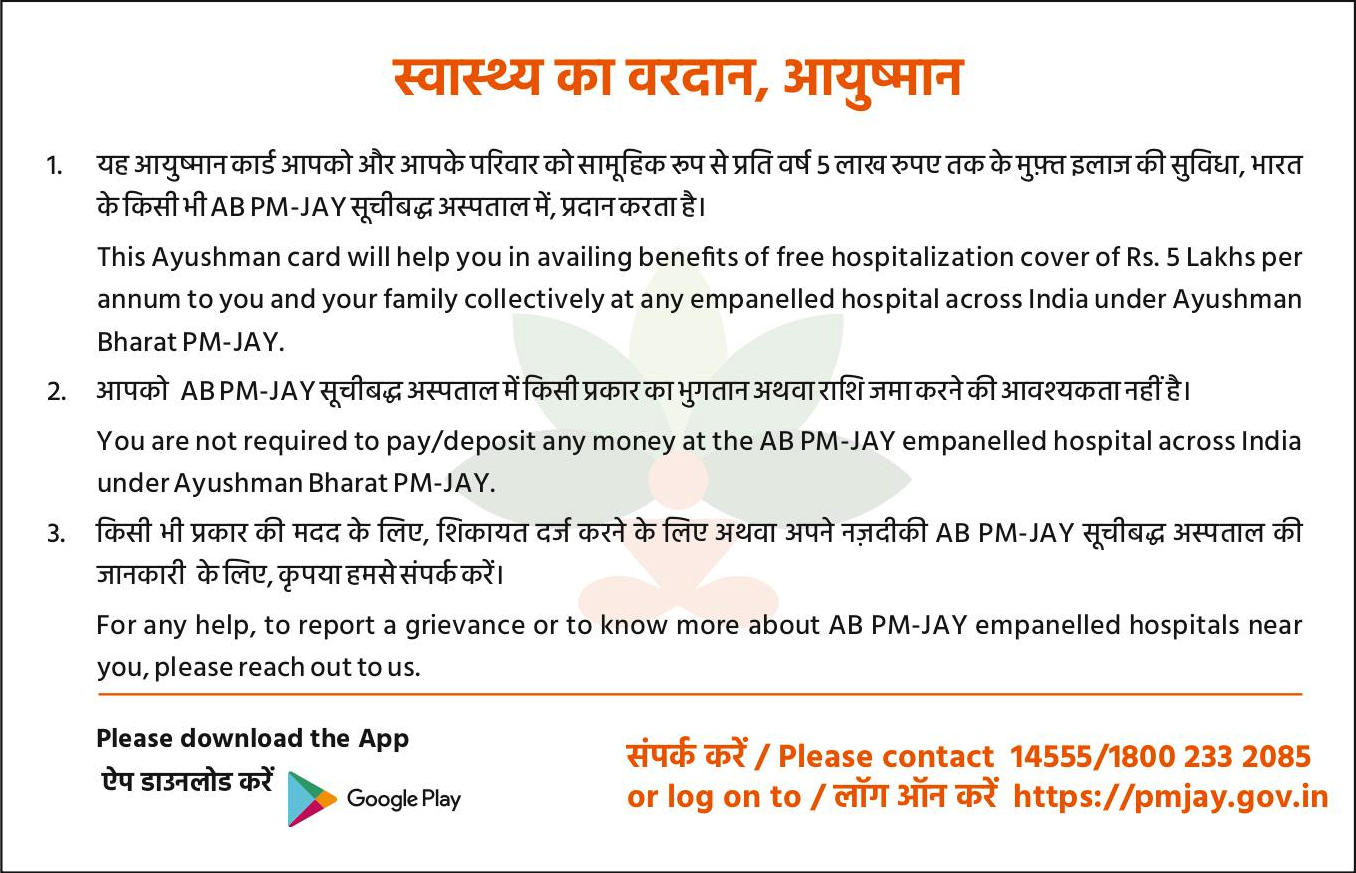 स्वास्थ्य का वरदान, आयुष्मान
1. यह आयुष्मान कार्ड आपको और आपके परिवार को सामूहिक रूप से प्रति वर्ष 5 लाख रुपए तक के मुफ़्त इलाज की सुविधा, भारत
के किसी भी AB PM-JAY सूचीबद्ध अस्पताल में, प्रदान करता है।
This Ayushman card will help you in availing benefits of free hospitalization cover of Rs. 5 Lakhs per
annum to you and your family collectively at any empanelled hospital across India under Ayushman
Bharat PM-JAY.
2. आपको AB PM-JAY सूचीबद्ध अस्पताल में किसी प्रकार का भुगतान अथवा राशि जमा करने की आवश्यकता नहीं है।
You are not required to pay/deposit any money at the AB PM-JAY empanelled hospital across India
under Ayushman Bharat PM-JAY.
3. किसी भी प्रकार की मदद के लिए, शिकायत दर्ज करने के लिए अथवा अपने नज़दीकी AB PM-JAY सूचीबद्ध अस्पताल की
जानकारी के लिए, कृपया हमसे संपर्क करें।
For any help, to report a grievance or to know more about AB PM-JAY empanelled hospitals near
you, please reach out to us.
Please download the App
ऐप डाउनलोड करें Google Play
संपर्क करें / Please contact 14555/1800 233 2085
or log on to / लॉग ऑन करें https://pmjay.gov.in